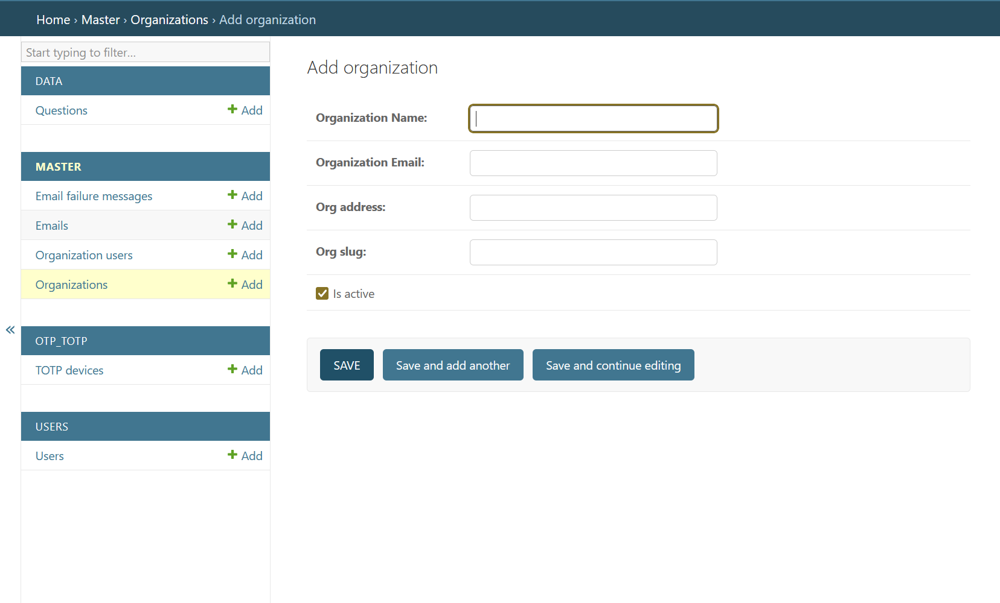 Home › Master › Organizations › Add organization
Start typing to filter...
DATA
Questions + Add
MASTER
Email failure messages + Add
Emails + Add
Organization users + Add
Organizations + Add
OTP_TOTP
TOTP devices + Add
USERS
Users + Add
«
Add organization
Organization Name:
Organization Email:
Org address:
Org slug:
Is active
SAVE Save and add another Save and continue editing